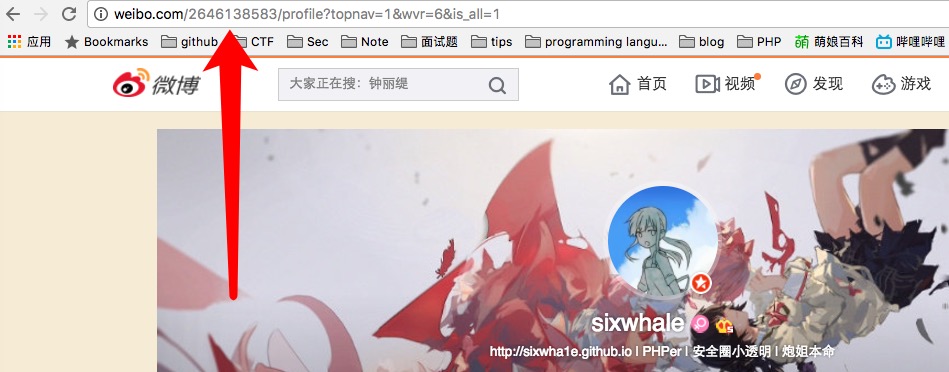 weibo.com/2646138583/profile?topnav=1&wvr=6&is_all=1
应用 Bookmarks github CTF Sec Note 面试题 tips programming langu... blog PHP 萌 萌娘百科 哔哩哔哩
微博 大家正在搜：钟丽缇 首页 视频 发现 游戏
sixwhale
http://sixwha1e.github.io | PHPer | 安全圈小透明 | 炮姐本命